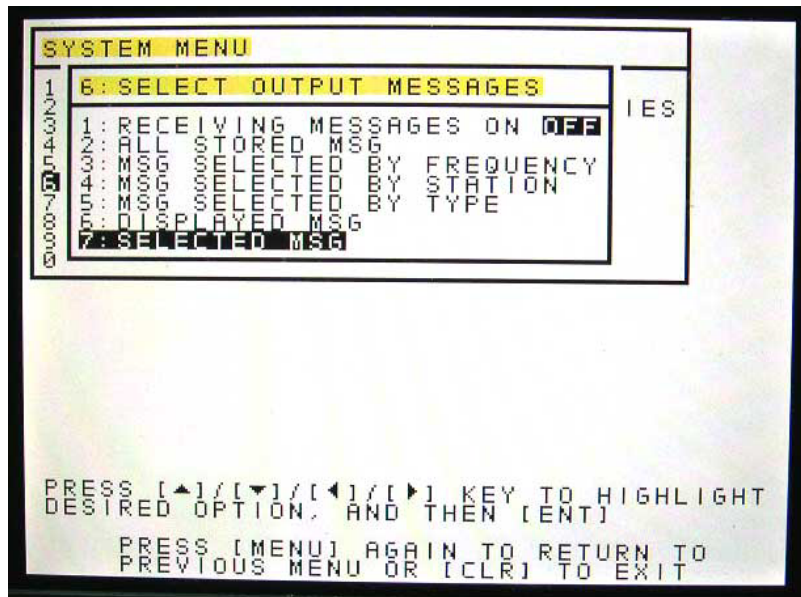 SYSTEM MENU
6:SELECT OUTPUT MESSAGES
IES
1
2
3
4
5
6
7
8
9
0
1:RECEIVING MESSAGES ON OFF
2:ALL STORED MSG
3:MSG SELECTED BY FREQUENCY
4:MSG SELECTED BY STATION
5:MSG SELECTED BY TYPE
6:DISPLAYED MSG
7:SELECTED MSG
PRESS [▲]/[▼]/[◀]/[▶] KEY TO HIGHLIGHT
DESIRED OPTION, AND THEN [ENT]
PRESS [MENU] AGAIN TO RETURN TO
PREVIOUS MENU OR [CLR] TO EXIT